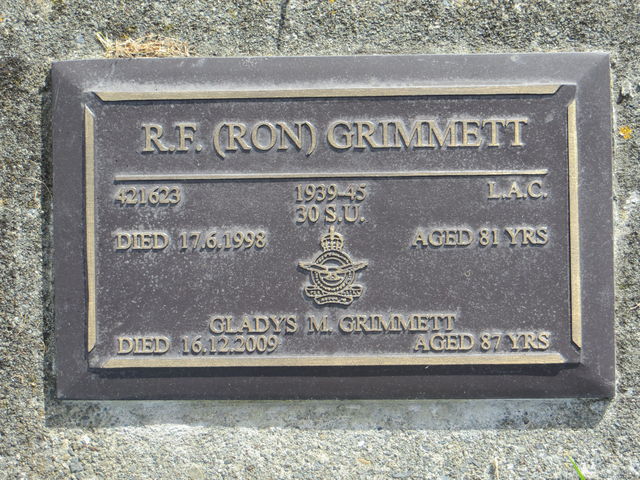 R.F. (RON) GRIMMETT
421623 1939-45 L.A.C.
30 S.U.
DIED 17.6.1998 AGED 81 YRS
GLADYS M. GRIMMETT
DIED 16.12.2009 AGED 87 YRS